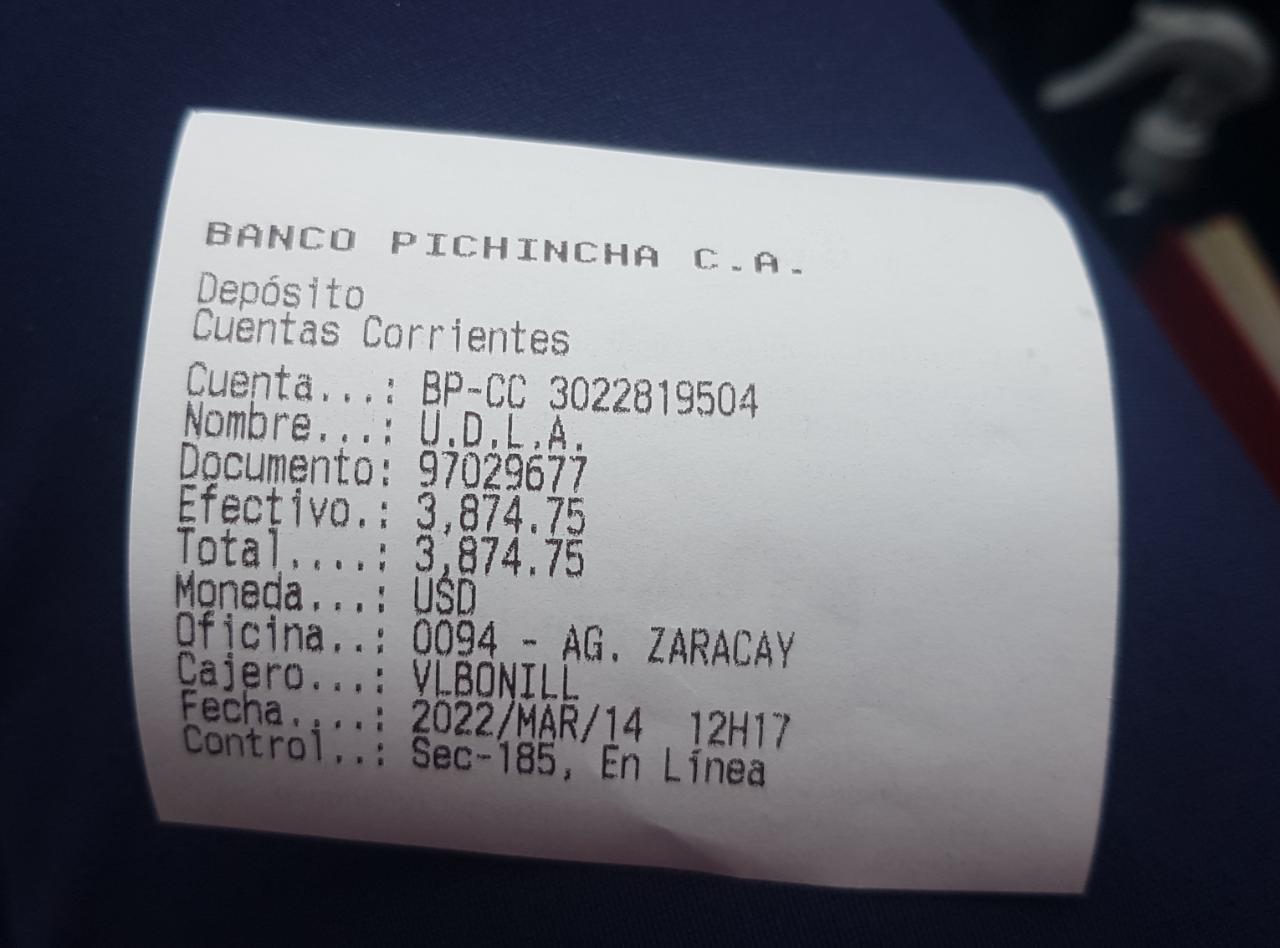 BANCO PICHINCHA C.A.
Depósito
Cuentas Corrientes
Cuenta...: BP-CC 3022819504
Nombre...: U.D.L.A.
Documento: 97029677
Efectivo.: 3,874.75
Total....: 3,874.75
Moneda...: USD
Oficina..: 0094 - AG. ZARACAY
Cajero...: VLBONILL
Fecha....: 2022/MAR/14 12H17
Control..: Sec-185, En Línea